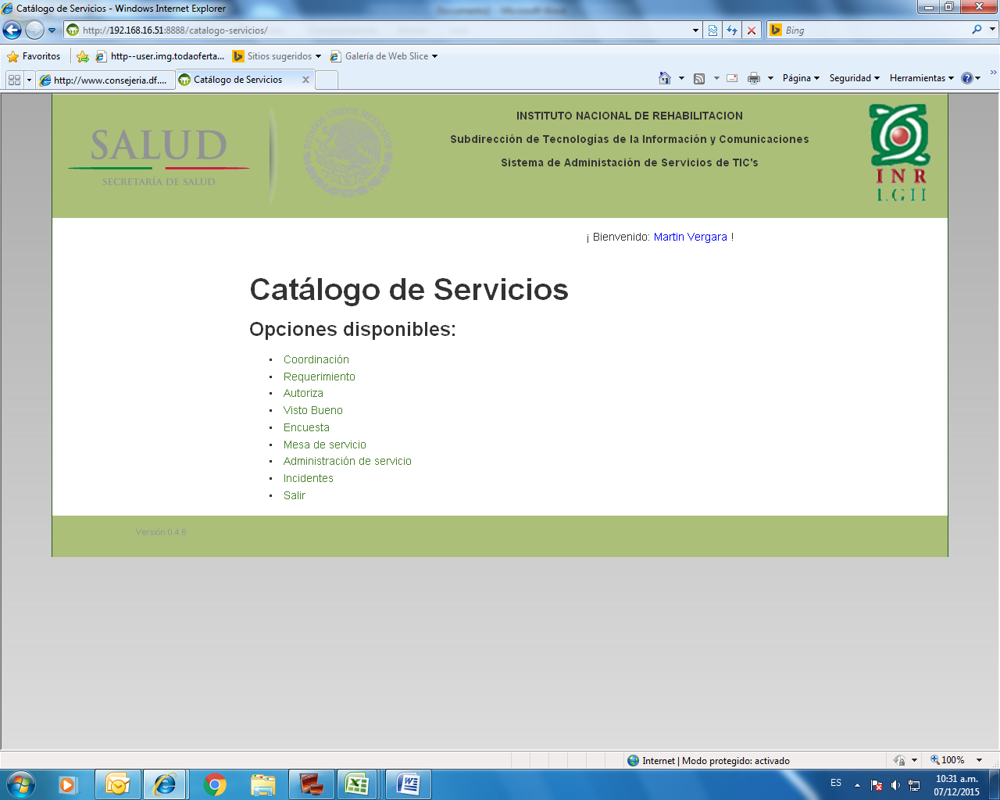 Catálogo de Servicios - Windows Internet Explorer
http://192.168.16.51:8888/catalogo-servicios/
Bing
Favoritos
http--user.img.todaoferta...
Sitios sugeridos
Galería de Web Slice
http://www.consejeria.df....
Catálogo de Servicios
Página
Seguridad
Herramientas
SALUD
SECRETARÍA DE SALUD
ESTADOS UNIDOS MEXICANOS
INSTITUTO NACIONAL DE REHABILITACION
Subdirección de Tecnologías de la Información y Comunicaciones
Sistema de Administación de Servicios de TIC's
INR
LGII
¡ Bienvenido: Martin Vergara !
Catálogo de Servicios
Opciones disponibles:
Coordinación
Requerimiento
Autoriza
Visto Bueno
Encuesta
Mesa de servicio
Administración de servicio
Incidentes
Salir
Versión 0.4.6
Internet | Modo protegido: activado
100%
ES
10:31 a.m.
07/12/2015